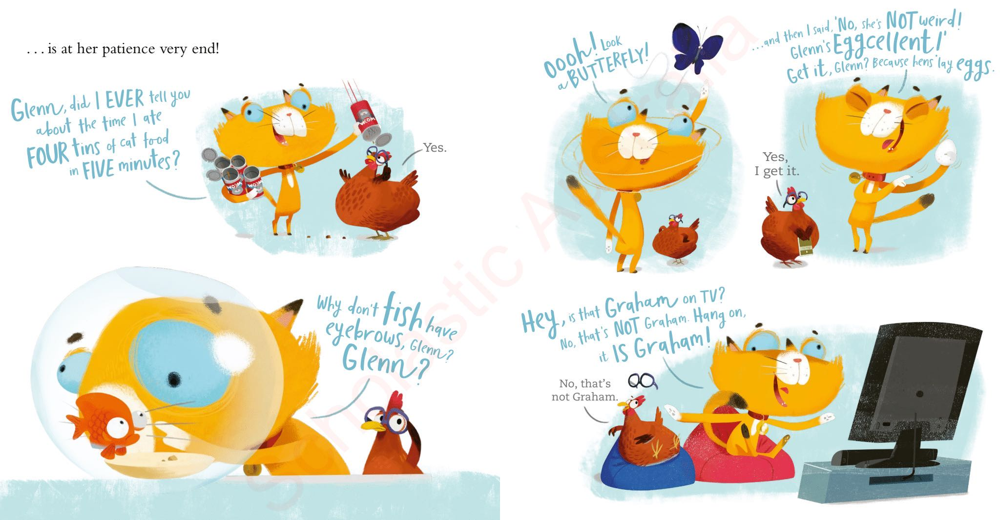 . . . is at her patience very end!
Glenn, did I EVER tell you
about the time I ate
FOUR tins of cat food
in FIVE minutes?
MEOW
MEOW
MEOW
Yes.
Why don't fish have
eyebrows, Glenn?
Glenn?
Oooh! Look
a BUTTERFLY!
...and then I said, 'No, she's NOT weird!
Glenn's Eggcellent!'
Get it, Glenn? Because hens lay eggs.
Yes,
I get it.
Hey, is that Graham on TV?
No, that's NOT Graham. Hang on,
it IS Graham!
No, that's
not Graham.
Scholastic Australia